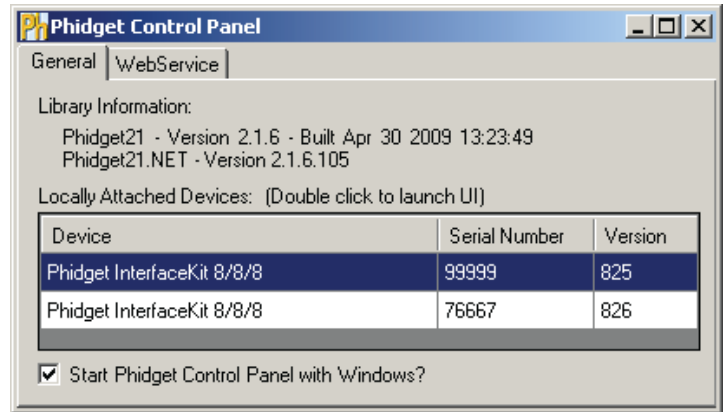 Ph Phidget Control Panel
General WebService
Library Information:
Phidget21 - Version 2.1.6 - Built Apr 30 2009 13:23:49
Phidget21.NET - Version 2.1.6.105
Locally Attached Devices: (Double click to launch UI)
Device Serial Number Version
Phidget InterfaceKit 8/8/8 99999 825
Phidget InterfaceKit 8/8/8 76667 826
Start Phidget Control Panel with Windows?